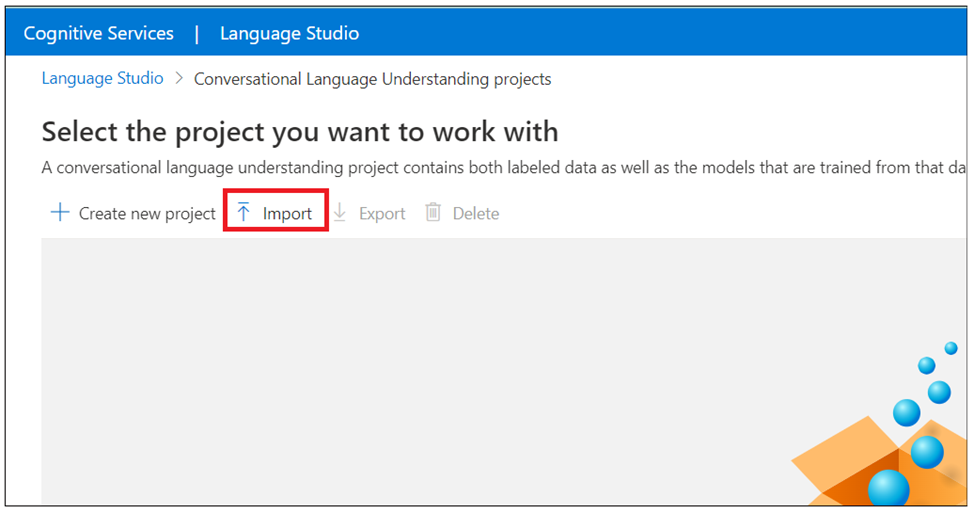 Cognitive Services | Language Studio
Language Studio > Conversational Language Understanding projects
Select the project you want to work with
A conversational language understanding project contains both labeled data as well as the models that are trained from that da
Create new project Import Export Delete